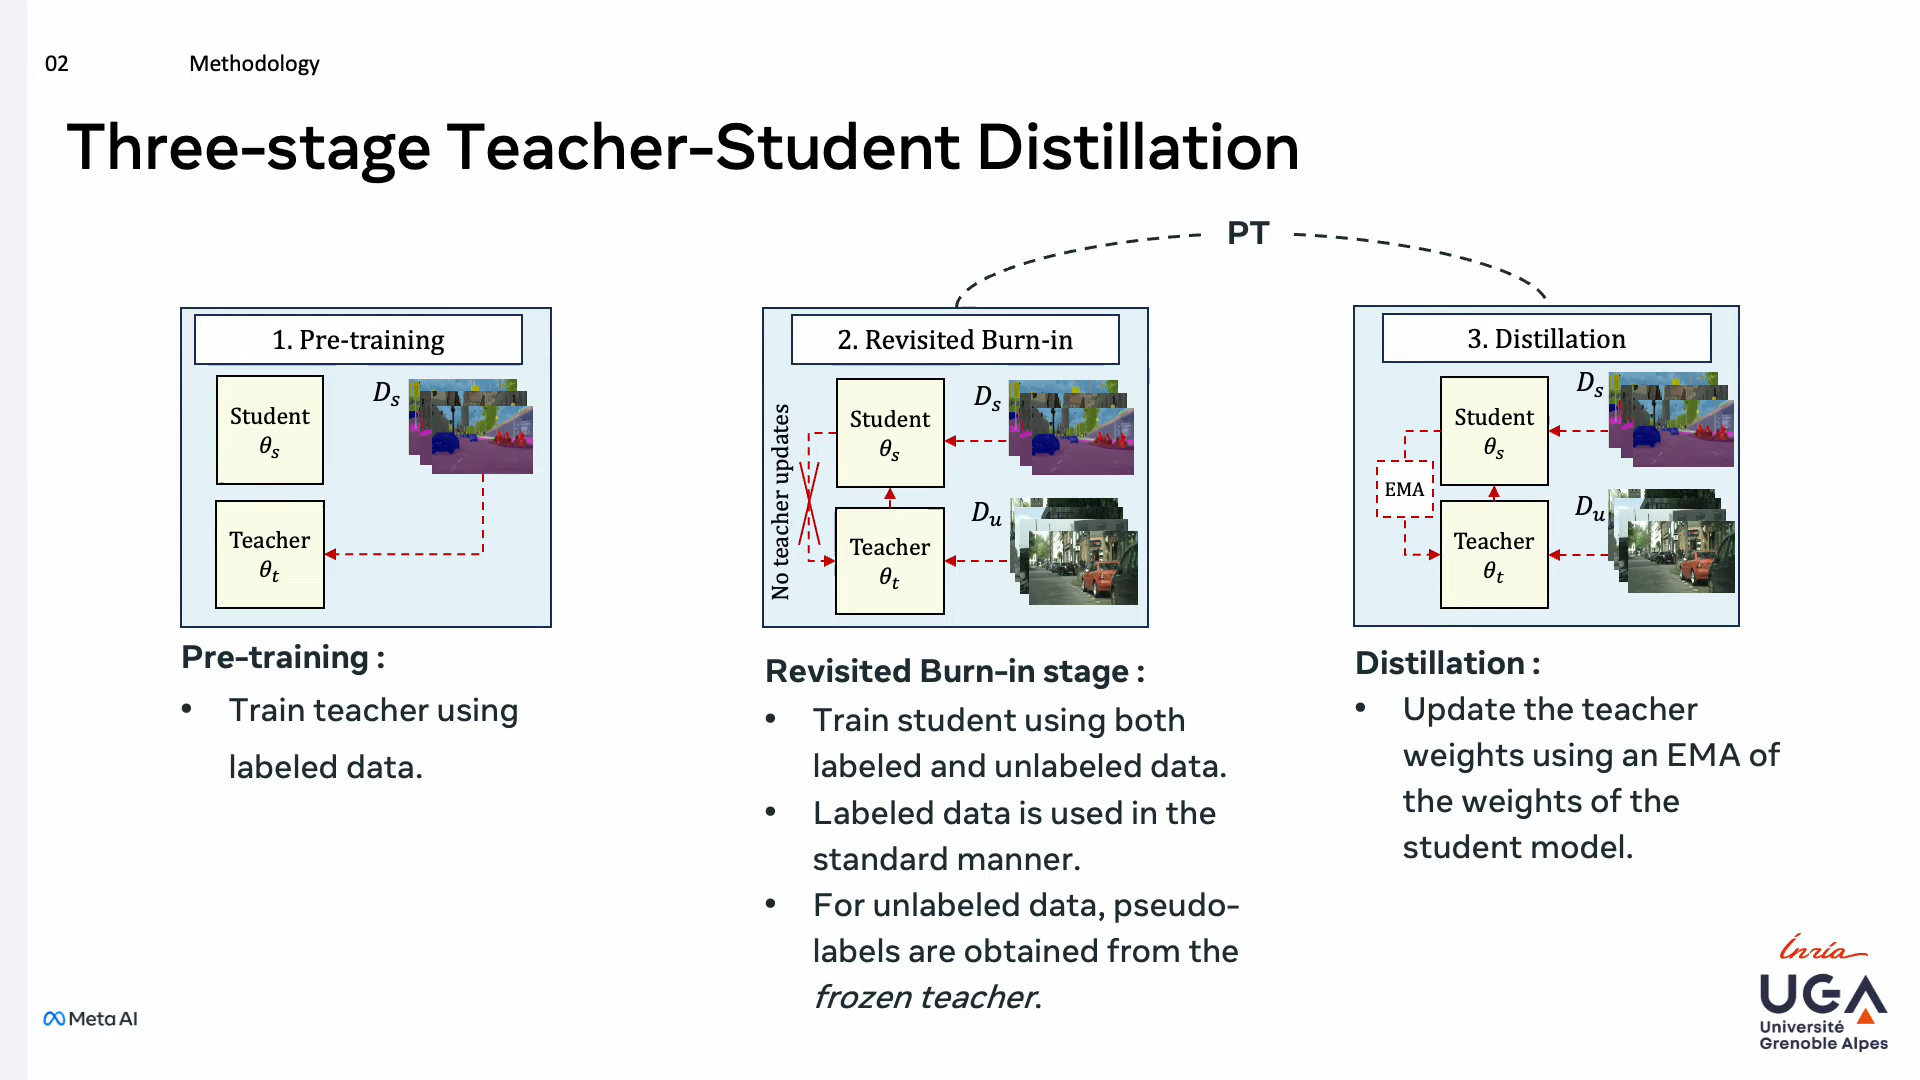 02
Methodology
Three-stage Teacher-Student Distillation
PT
1. Pre-training
Student
θs
Teacher
θt
Ds
2. Revisited Burn-in
No teacher updates
Student
θs
Teacher
θt
Ds
Du
3. Distillation
EMA
Student
θs
Teacher
θt
Ds
Du
Pre-training :
• Train teacher using
labeled data.
Revisited Burn-in stage :
• Train student using both
labeled and unlabeled data.
• Labeled data is used in the
standard manner.
• For unlabeled data, pseudo-
labels are obtained from the
frozen teacher.
Distillation :
• Update the teacher
weights using an EMA of
the weights of the
student model.
Meta AI
Inria
UGA
Université
Grenoble Alpes